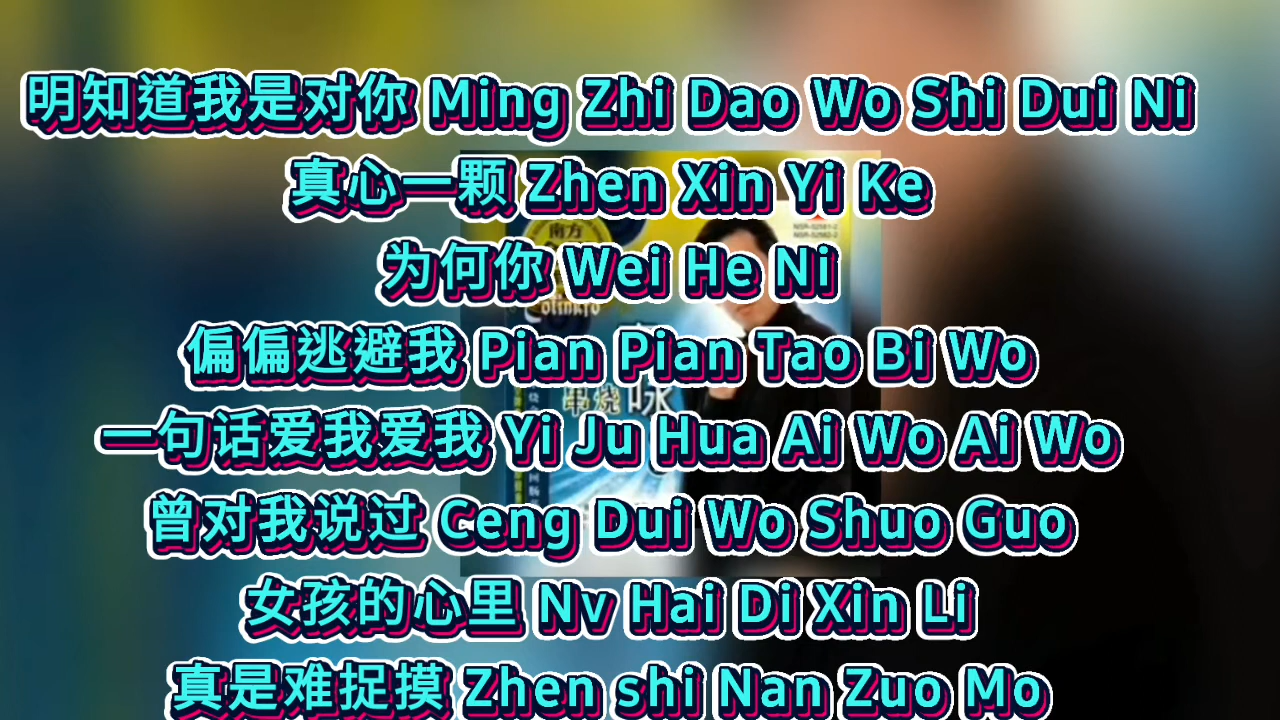 明知道我是对你 Ming Zhi Dao Wo Shi Dui Ni
真心一颗 Zhen Xin Yi Ke
为何你 Wei He Ni
偏偏逃避我 Pian Pian Tao Bi Wo
一句话爱我爱我 Yi Ju Hua Ai Wo Ai Wo
曾对我说过 Ceng Dui Wo Shuo Guo
女孩的心里 Nv Hai Di Xin Li
真是难捉摸 Zhen shi Nan Zuo Mo
南方
串烧